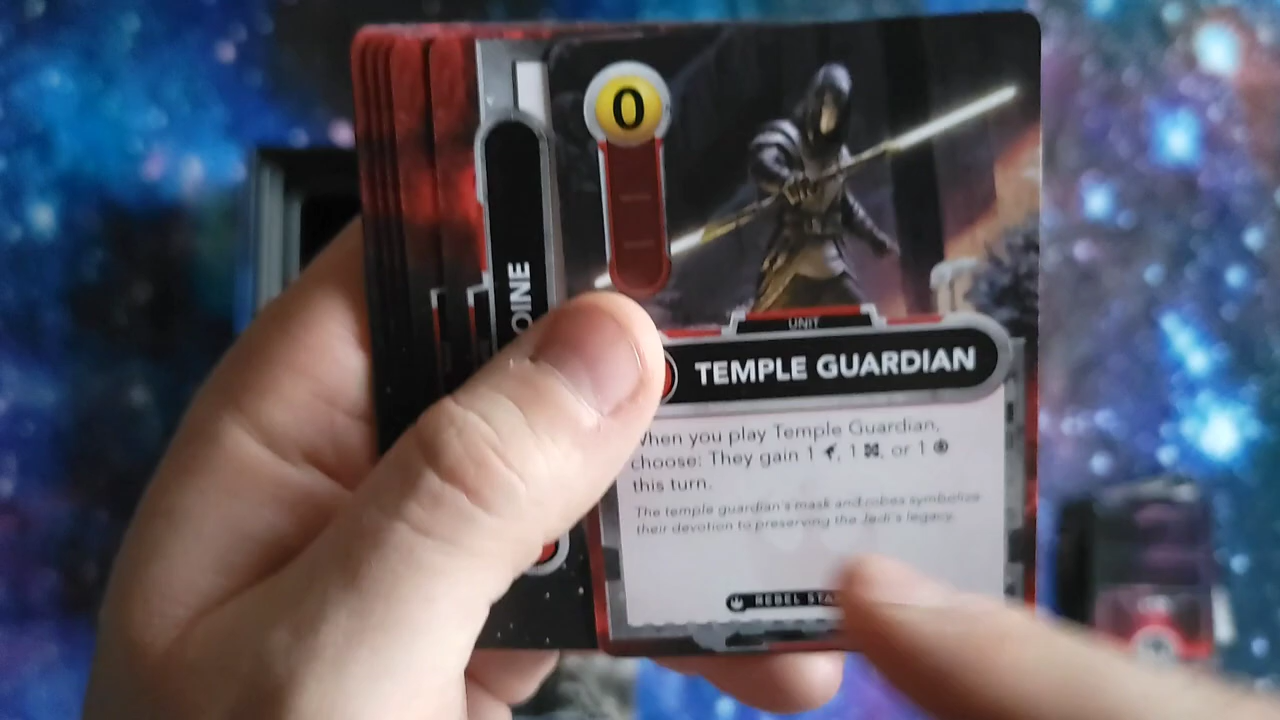 0
OINE
UNIT
TEMPLE GUARDIAN
When you play Temple Guardian,
choose: They gain 1, 1, or 1
this turn.
The temple guardian's mask and robes symbolize
their devotion to preserving the Jedi's legacy.
REBEL STA